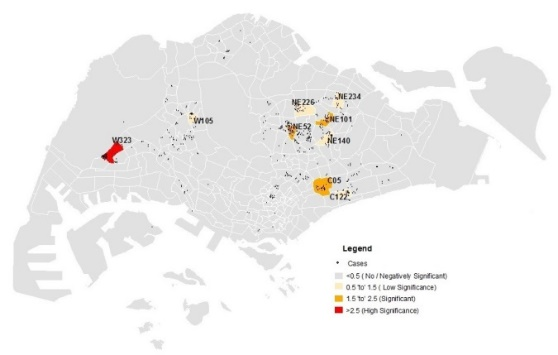 NE234
NE226
W105
NE101
NE52
W323
NE140
C05
C122
Legend
Cases
<0.5 ( No / Negatively Significant)
0.5 'to' 1.5 ( Low Significance)
1.5 'to' 2.5 (Significant)
>2.5 (High Significance)